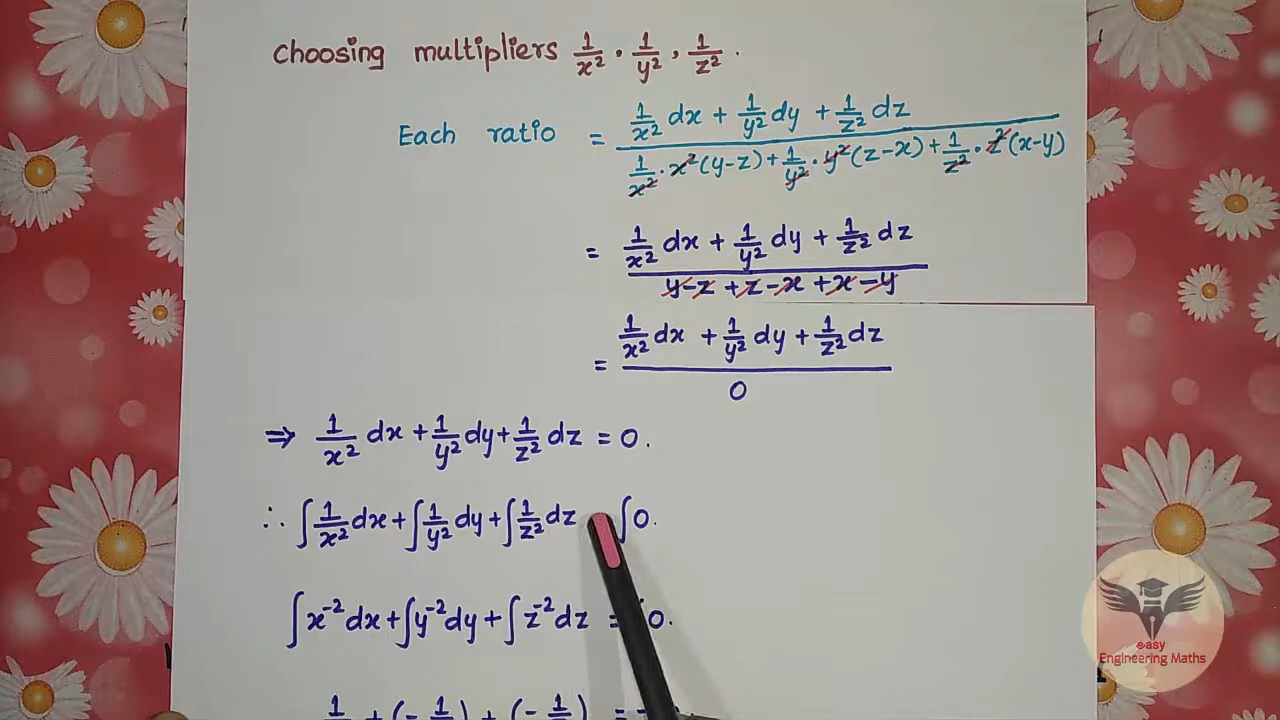 choosing multipliers 1/x², 1/y², 1/z².
Each ratio = (1/x² dx + 1/y² dy + 1/z² dz) / (1/x² · x²(y-z) + 1/y² · y²(z-x) + 1/z² · z²(x-y))
= (1/x² dx + 1/y² dy + 1/z² dz) / (y-z +z-x +x-y)
= (1/x² dx + 1/y² dy + 1/z² dz) / 0
⇒ 1/x² dx + 1/y² dy + 1/z² dz = 0.
∴ ∫1/x² dx + ∫1/y² dy + ∫1/z² dz ∫0.
∫x⁻² dx + ∫y⁻² dy + ∫z⁻² dz = 0.
easy
Engineering Maths